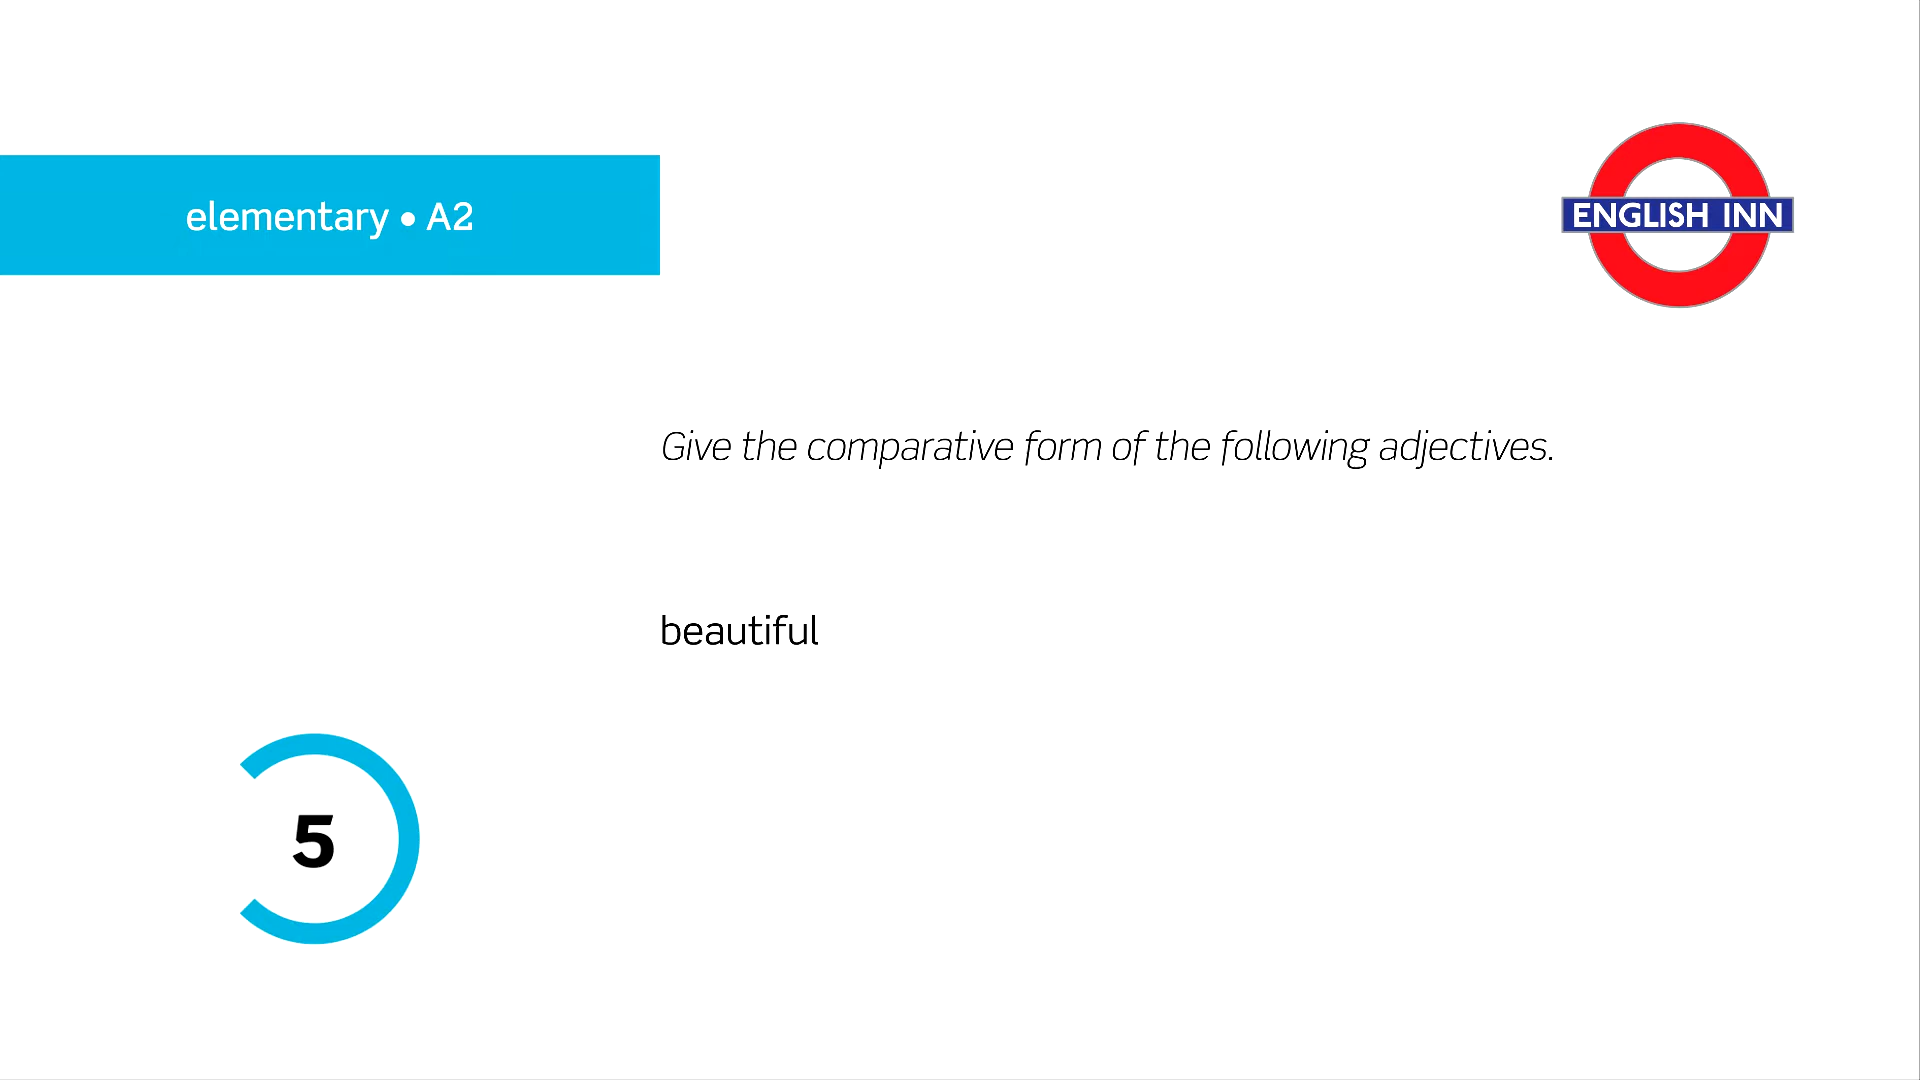 elementary • A2
ENGLISH INN
Give the comparative form of the following adjectives.
beautiful
5